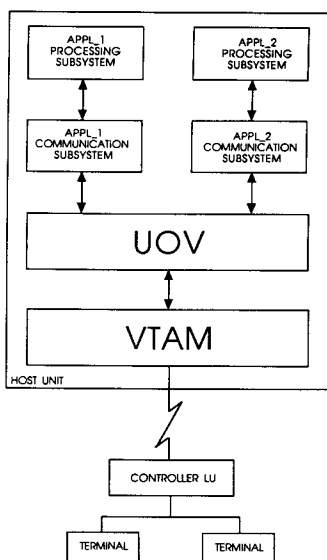 APPL_1
PROCESSING
SUBSYSTEM
APPL_2
PROCESSING
SUBSYSTEM
APPL_1
COMMUNICATION
SUBSYSTEM
APPL_2
COMMUNICATION
SUBSYSTEM
UOV
VTAM
HOST UNIT
CONTROLLER LU
TERMINAL
TERMINAL